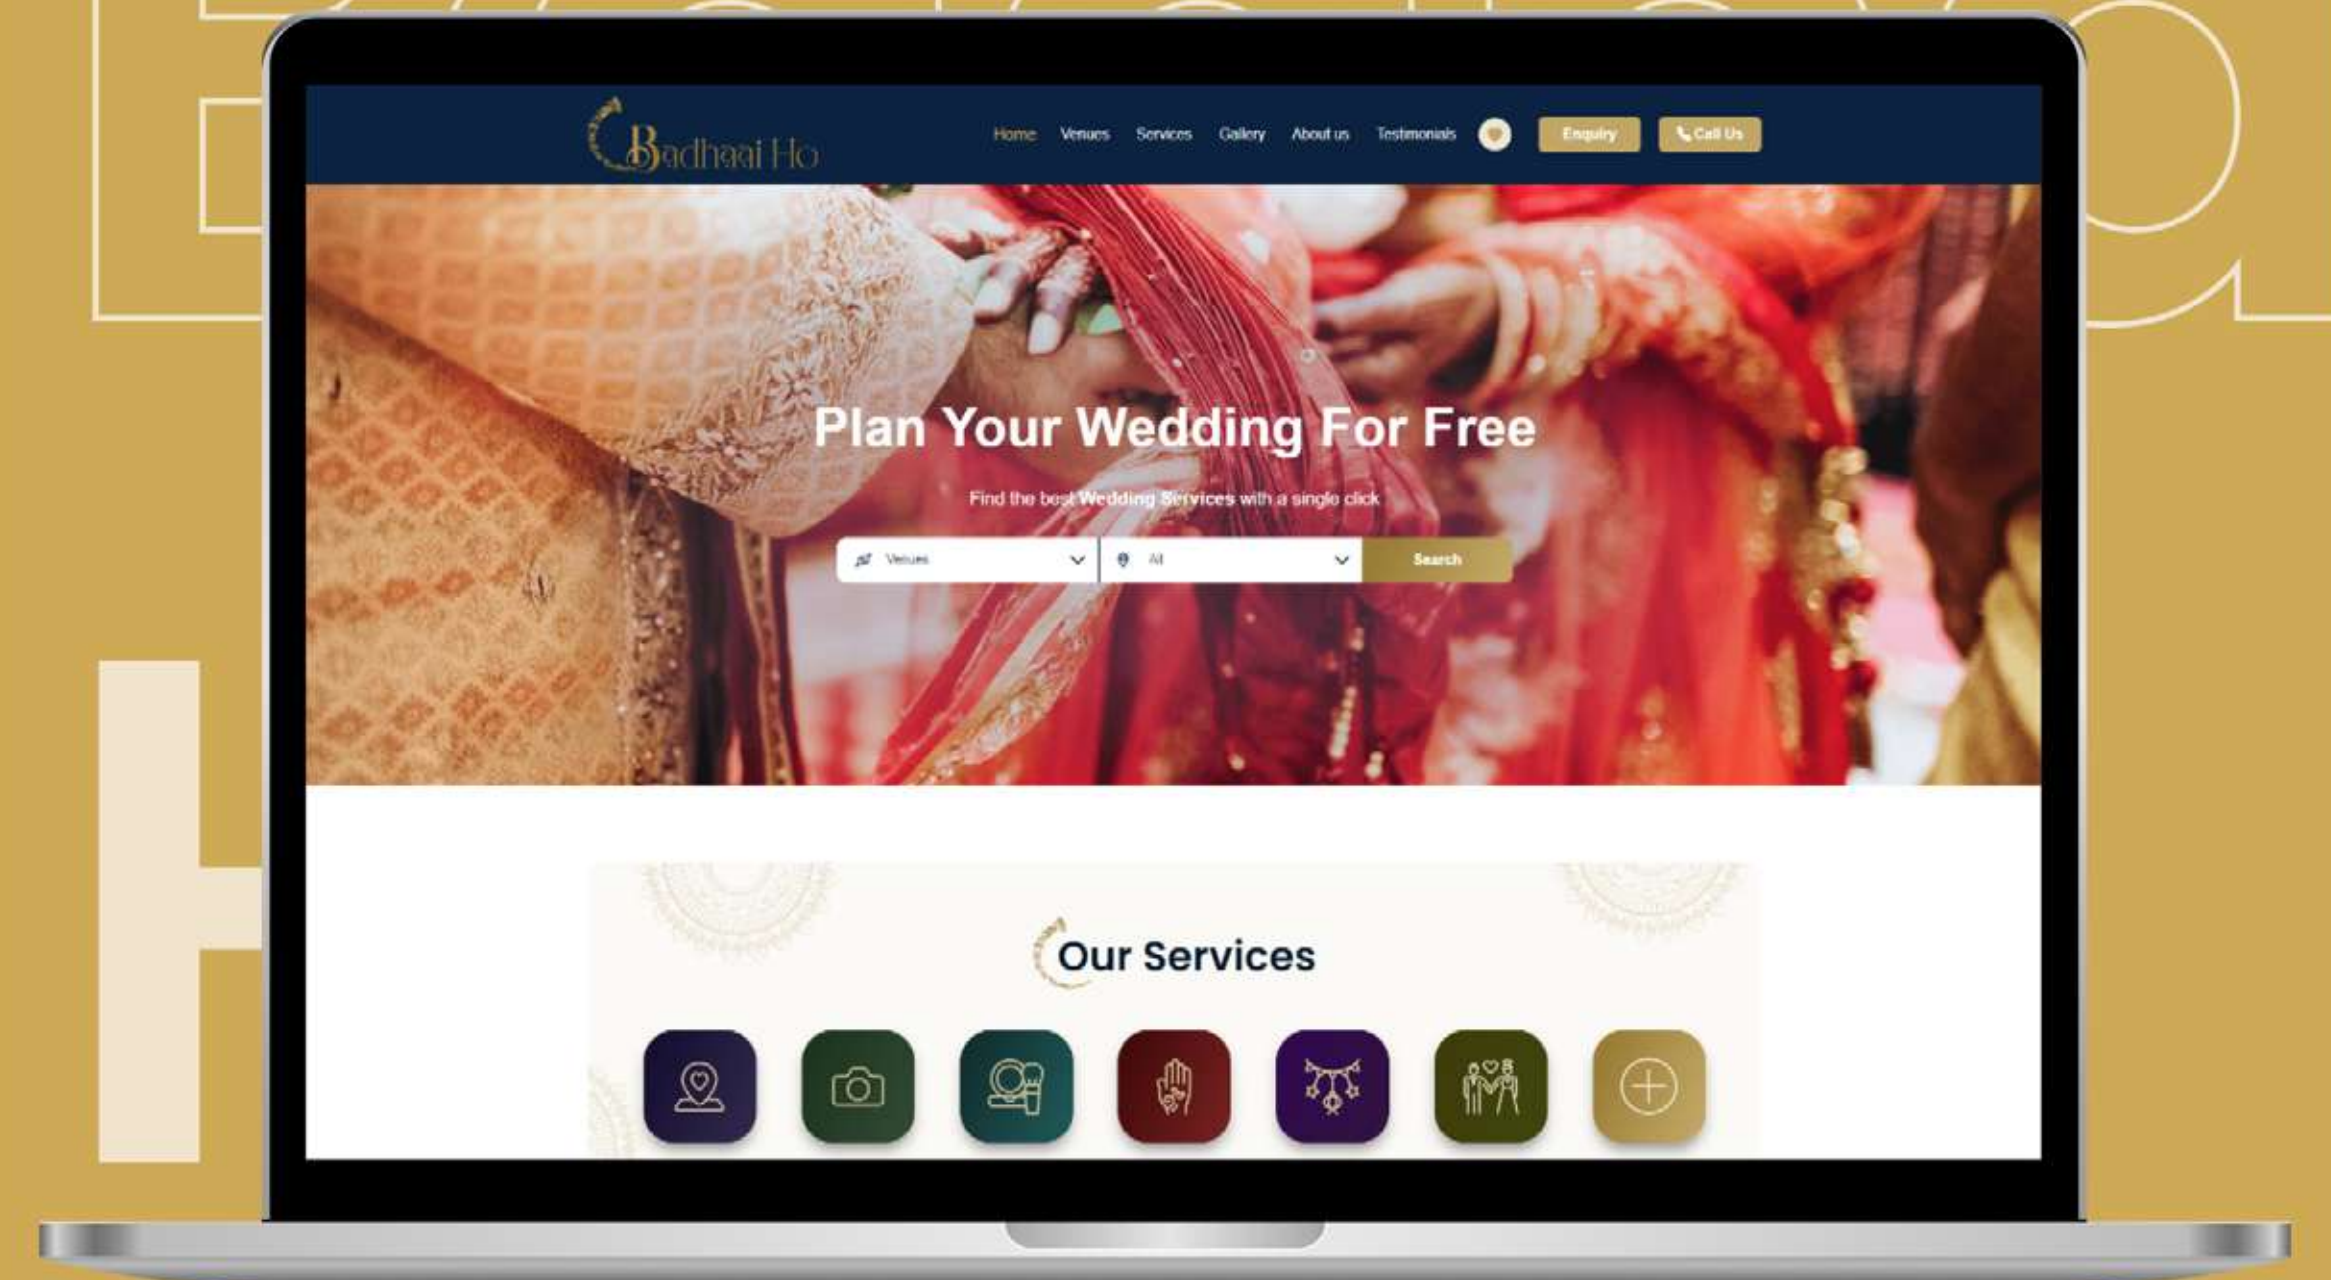 Badhaai Ho
Home Venues Services Gallery About us Testimonials Enquiry Call Us
Plan Your Wedding For Free
Find the best Wedding Services with a single click
Venues All Search
Our Services